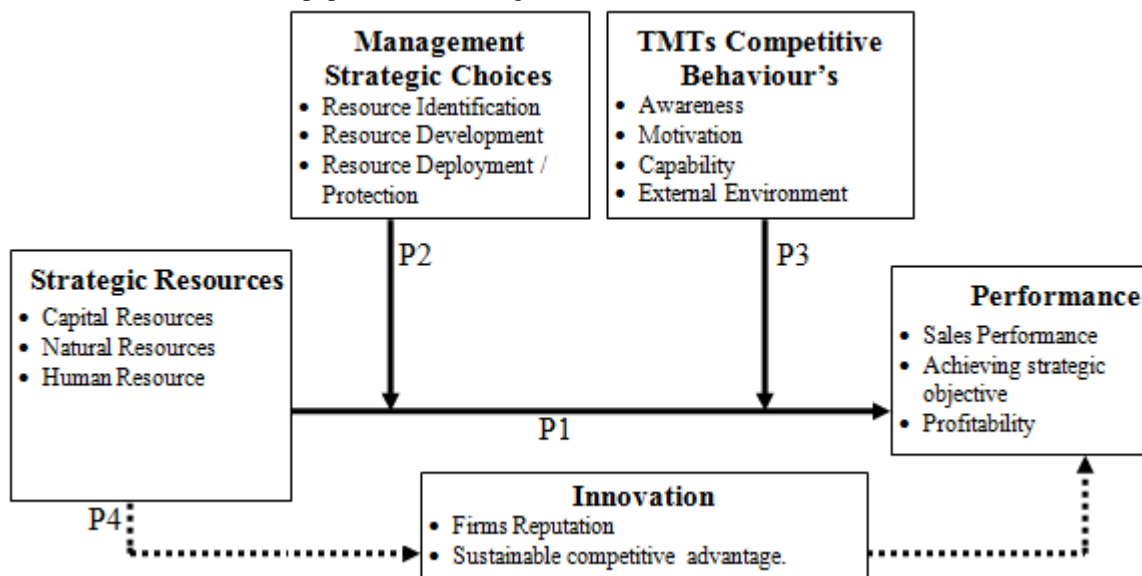 Management
Strategic Choices
• Resource Identification
• Resource Development
• Resource Deployment /
Protection
TMTs Competitive
Behaviour's
• Awareness
• Motivation
• Capability
• External Environment
P2
P3
Strategic Resources
• Capital Resources
• Natural Resources
• Human Resource
Performance
• Sales Performance
• Achieving strategic
objective
• Profitability
P1
P4
Innovation
• Firms Reputation
• Sustainable competitive advantage.